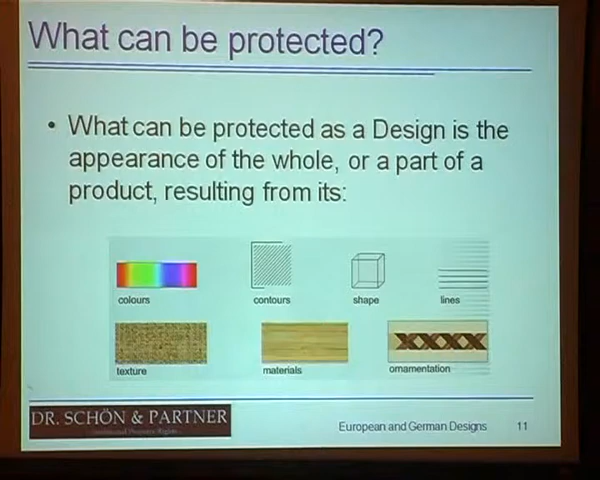 What can be protected?
• What can be protected as a Design is the
appearance of the whole, or a part of a
product, resulting from its:
colours contours shape lines
texture materials ornamentation
XXXX
DR. SCHÖN & PARTNER
European and German Designs 11